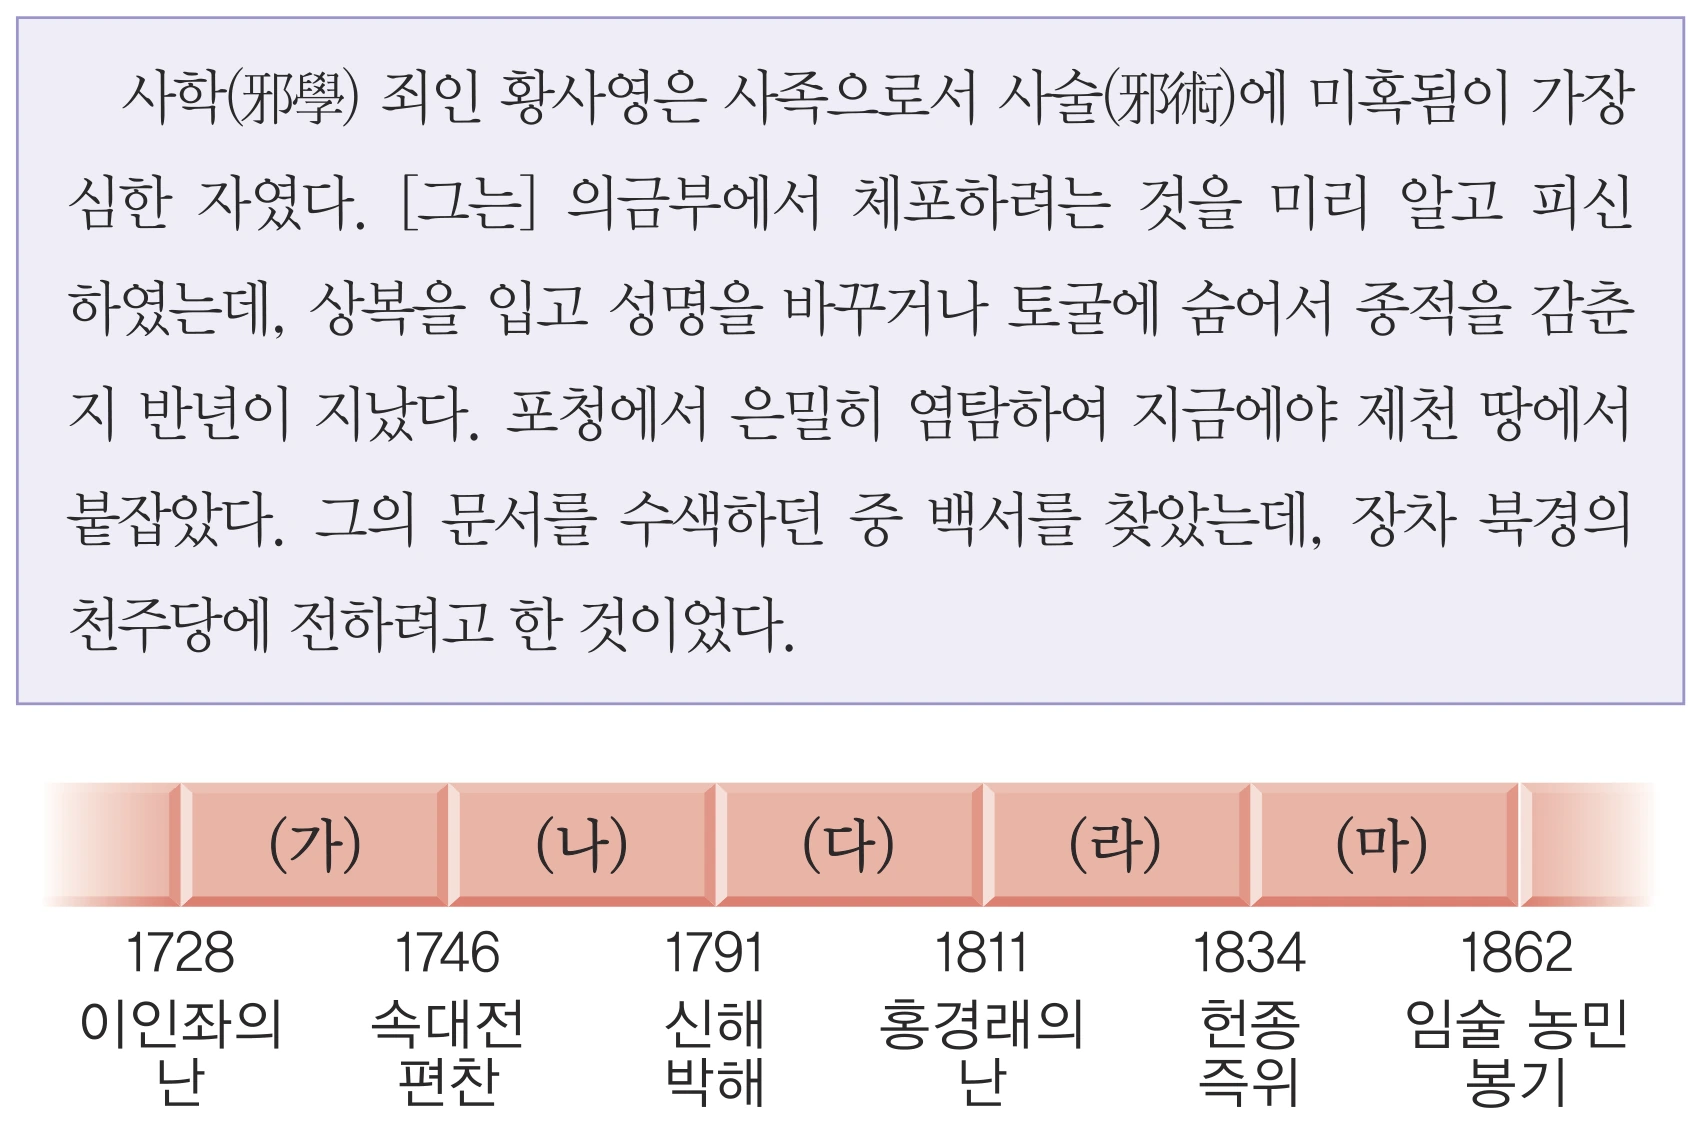 사학(邪學) 죄인 황사영은 사족으로서 사술(邪術)에 미혹됨이 가장
심한 자였다. [그는] 의금부에서 체포하려는 것을 미리 알고 피신
하였는데, 상복을 입고 성명을 바꾸거나 토굴에 숨어서 종적을 감춘
지 반년이 지났다. 포청에서 은밀히 염탐하여 지금에야 제천 땅에서
붙잡았다. 그의 문서를 수색하던 중 백서를 찾았는데, 장차 북경의
천주당에 전하려고 한 것이었다.
(가) (나) (다) (라) (마)
1728 1746 1791 1811 1834 1862
이인좌의 속대전 신해 홍경래의 헌종 임술 농민
난 편찬 박해 난 즉위 봉기